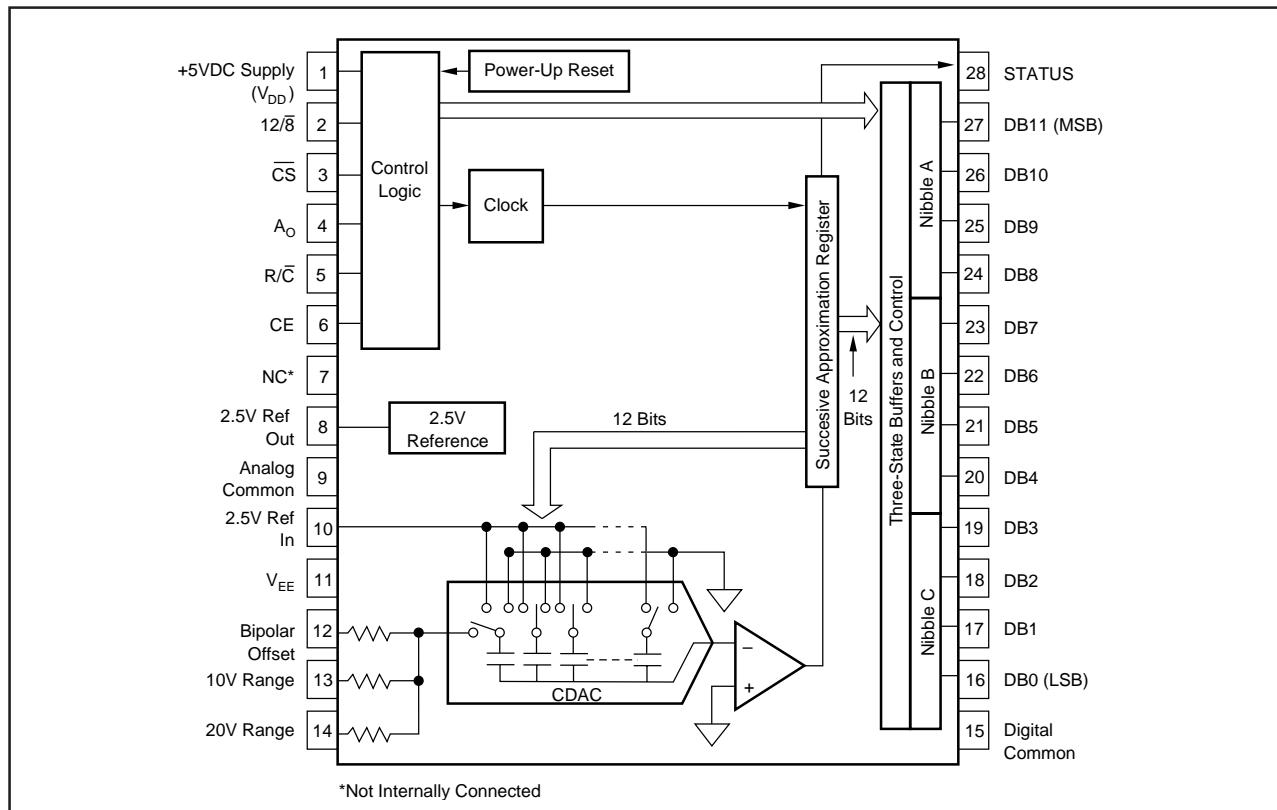 +5VDC Supply
(VDD)
1
12/8̅
2
C̅S̅
3
AO
4
R/C̅
5
CE
6
NC*
7
2.5V Ref
Out
8
Analog
Common
9
2.5V Ref
In
10
VEE
11
Bipolar
Offset
12
10V Range
13
20V Range
14
Control
Logic
Power-Up Reset
Clock
2.5V
Reference
12 Bits
CDAC
−
+
Succesive Approximation Register
12
Bits
Three-State Buffers and Control
Nibble A
Nibble B
Nibble C
28
STATUS
27
DB11 (MSB)
26
DB10
25
DB9
24
DB8
23
DB7
22
DB6
21
DB5
20
DB4
19
DB3
18
DB2
17
DB1
16
DB0 (LSB)
15
Digital
Common
*Not Internally Connected